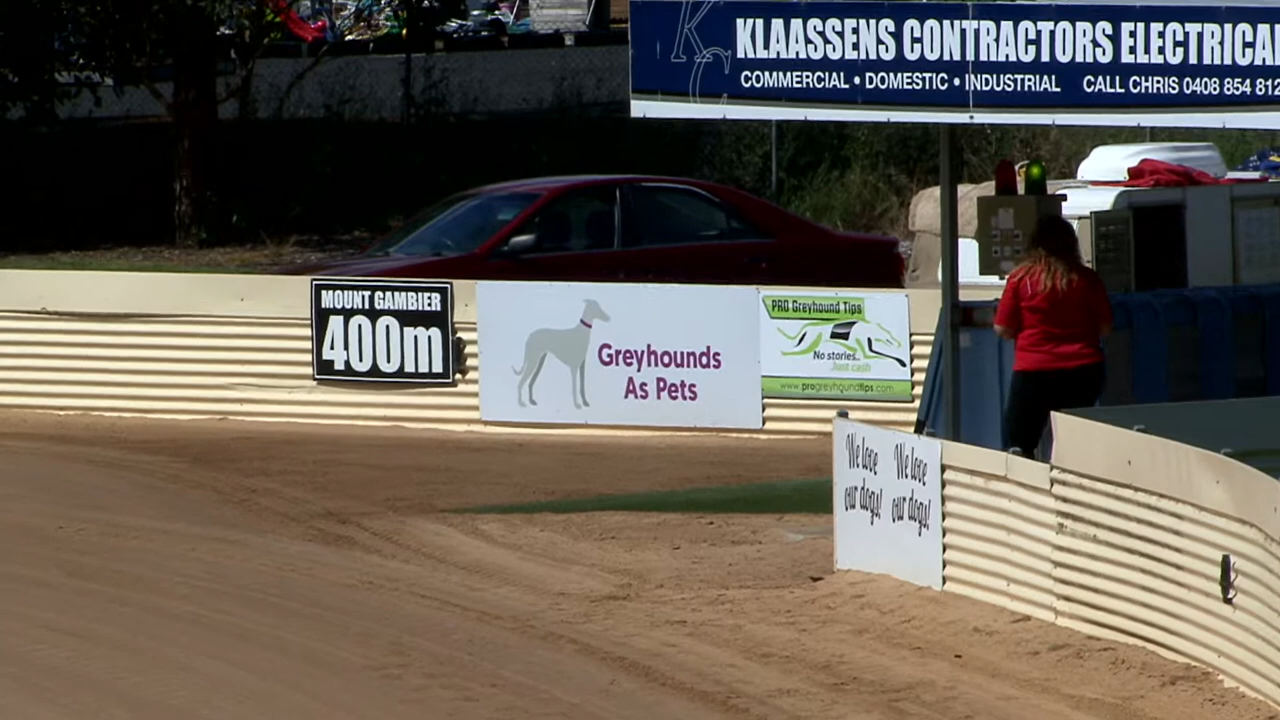 KC
KLAASSENS CONTRACTORS ELECTRICAL
COMMERCIAL • DOMESTIC • INDUSTRIAL CALL CHRIS 0408 854 812
MOUNT GAMBIER
400m
Greyhounds
As Pets
PRO Greyhound Tips
No stories..
Just cash
www.progreyhoundtips.com
We love
our dogs!
We love
our dogs!